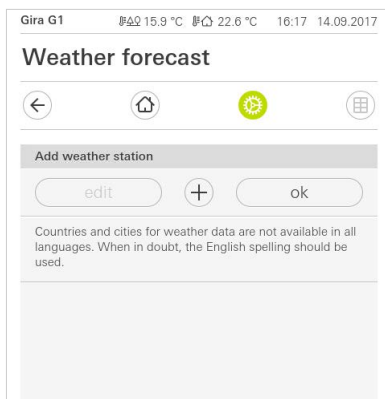 Gira G1 15.9 °C 22.6 °C 16:17 14.09.2017
Weather forecast
Add weather station
edit + ok
Countries and cities for weather data are not available in all
languages. When in doubt, the English spelling should be
used.